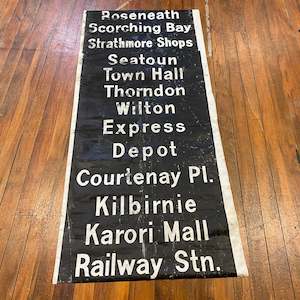 Roseneath
Scorching Bay
Strathmore Shops
Seatoun
Town Hall
Thorndon
Wilton
Express
Depot
Courtenay Pl.
Kilbirnie
Karori Mall
Railway Stn.